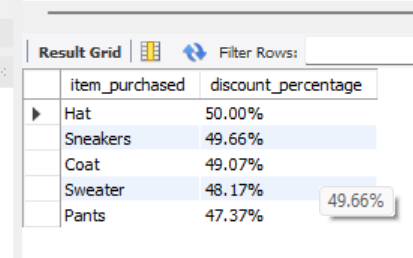 Result Grid Filter Rows:
item_purchased discount_percentage
Hat 50.00%
Sneakers 49.66%
Coat 49.07%
Sweater 48.17%
49.66%
Pants 47.37%